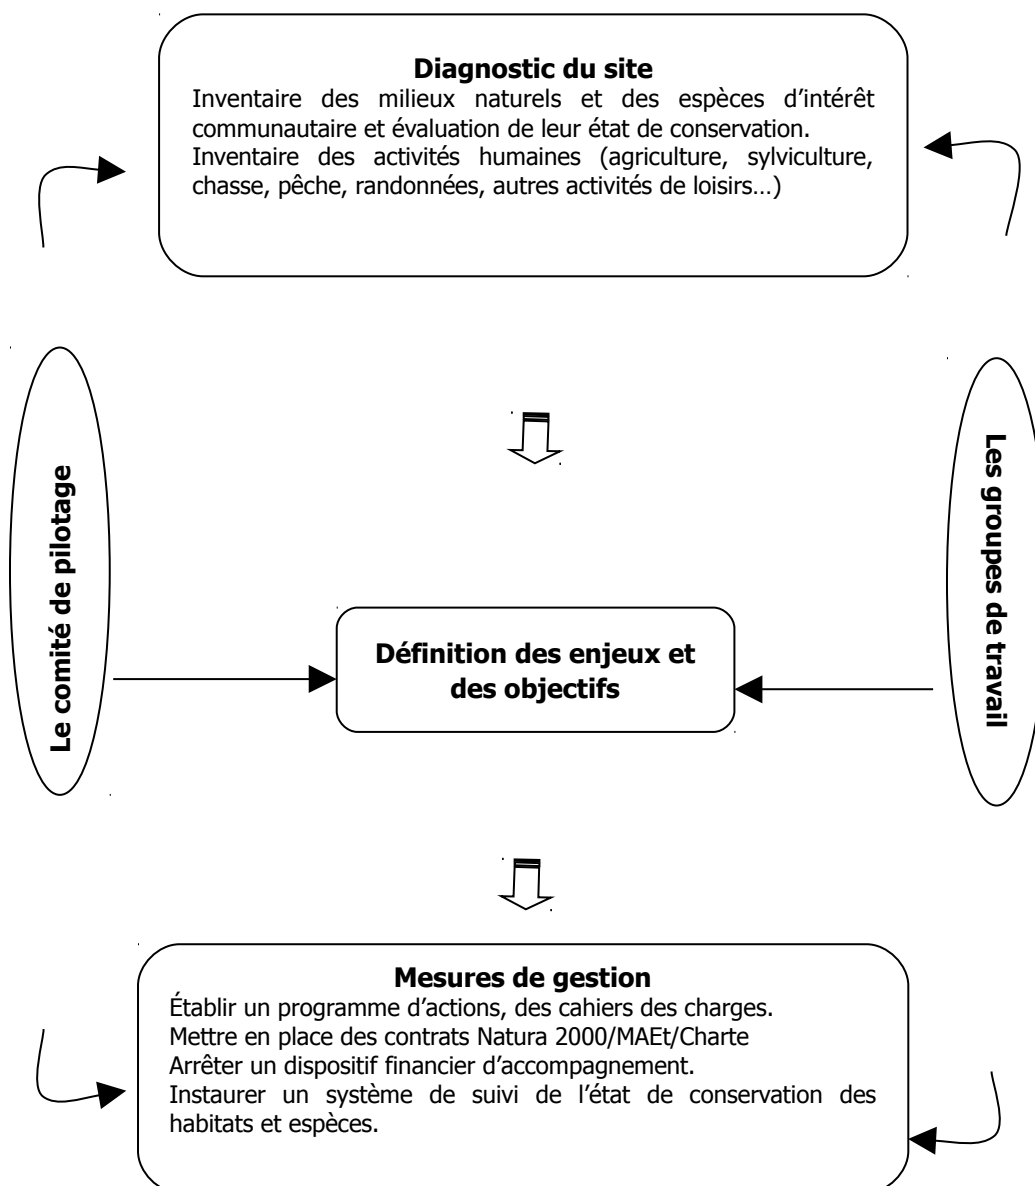 Diagnostic du site
Inventaire des milieux naturels et des espèces d’intérêt
communautaire et évaluation de leur état de conservation.
Inventaire des activités humaines (agriculture, sylviculture,
chasse, pêche, randonnées, autres activités de loisirs…)
Le comité de pilotage
Les groupes de travail
Définition des enjeux et
des objectifs
Mesures de gestion
Établir un programme d’actions, des cahiers des charges.
Mettre en place des contrats Natura 2000/MAEt/Charte
Arrêter un dispositif financier d’accompagnement.
Instaurer un système de suivi de l’état de conservation des
habitats et espèces.